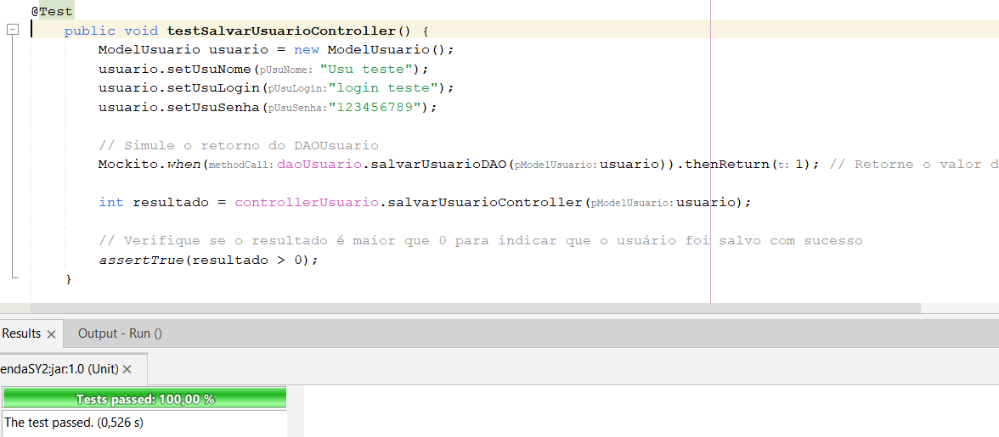 @Test
public void testSalvarUsuarioController() {
ModelUsuario usuario = new ModelUsuario();
usuario.setUsuNome(pUsuNome: "Usu teste");
usuario.setUsuLogin(pUsuLogin:"login teste");
usuario.setUsuSenha(pUsuSenha:"123456789");
// Simule o retorno do DAOUsuario
Mockito.when(methodCall:daoUsuario.salvarUsuarioDAO(pModelUsuario:usuario)).thenReturn(t:1); // Retorne o valor d
int resultado = controllerUsuario.salvarUsuarioController(pModelUsuario:usuario);
// Verifique se o resultado é maior que 0 para indicar que o usuário foi salvo com sucesso
assertTrue(resultado > 0);
}
Results × Output - Run ()
endaSY2:jar:1.0 (Unit) ×
Tests passed: 100,00 %
The test passed. (0,526 s)